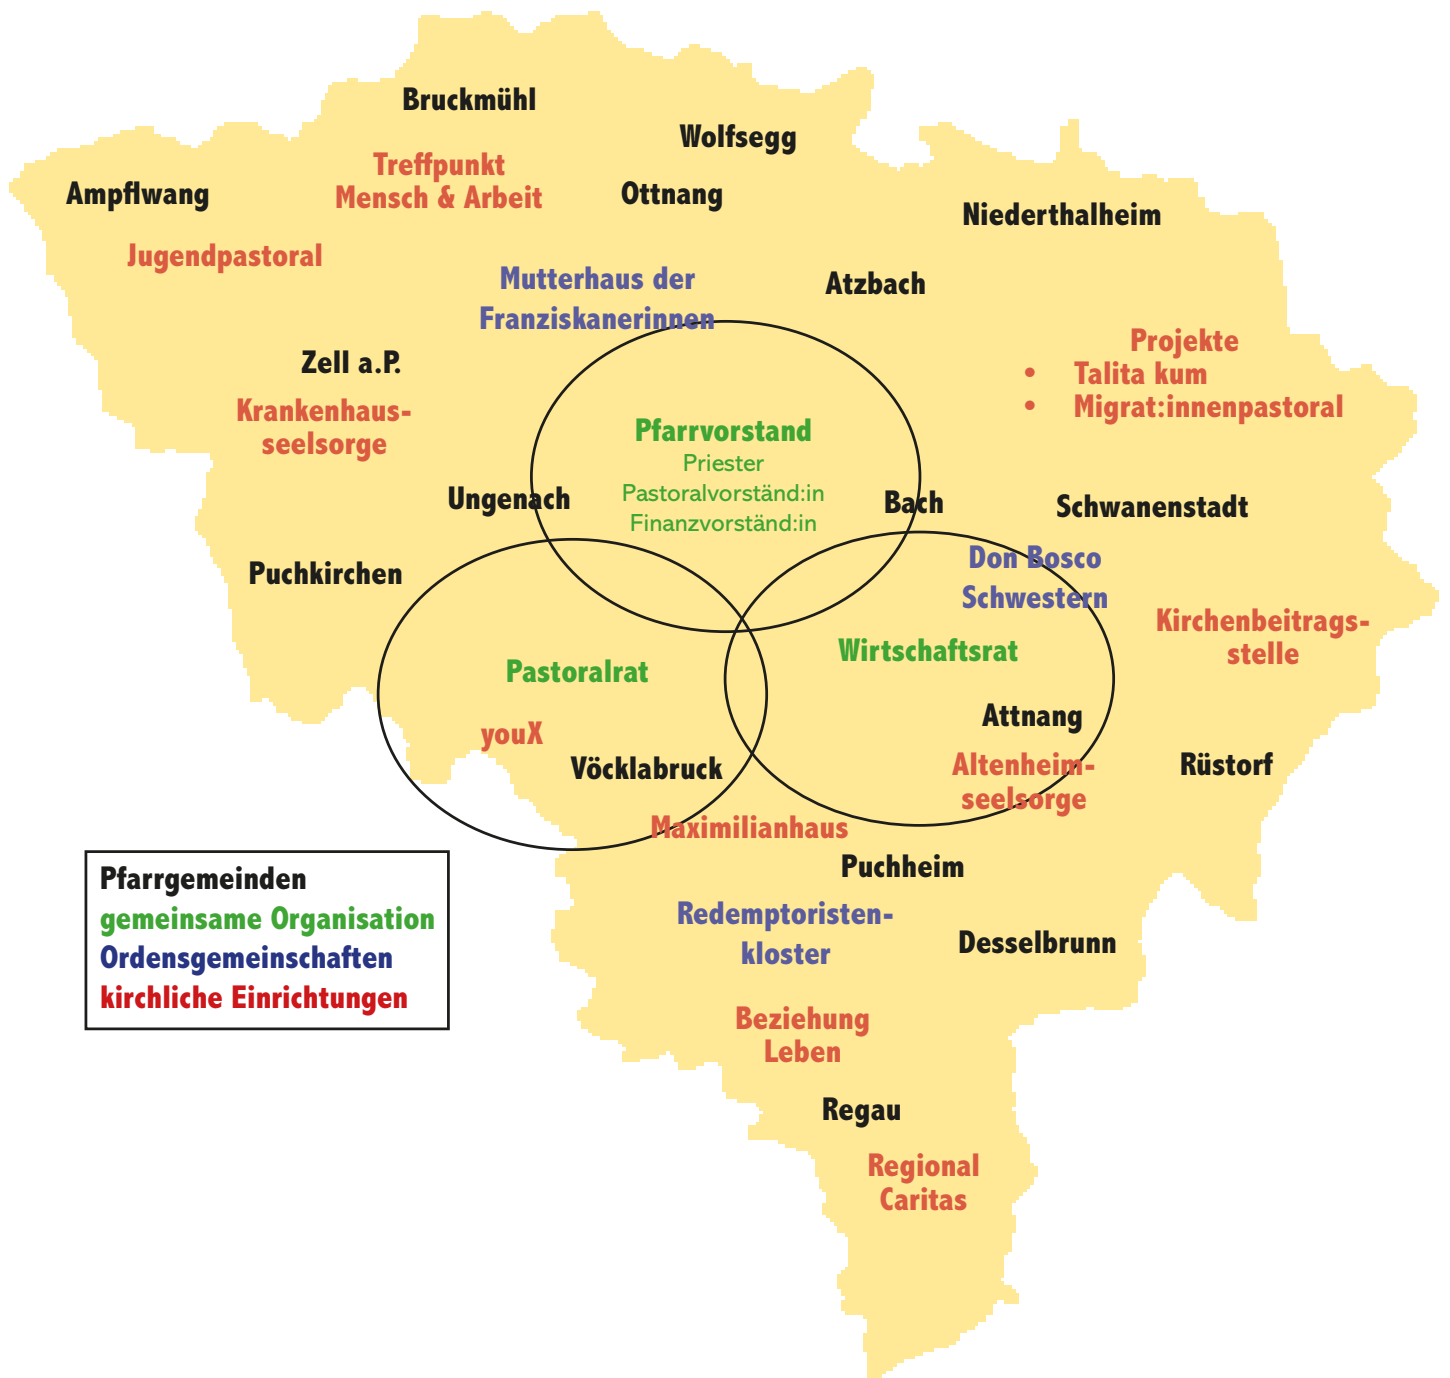 Bruckmühl
Wolfsegg
Treffpunkt
Mensch & Arbeit
Ampflwang
Ottnang
Niederthalheim
Jugendpastoral
Mutterhaus der
Franziskanerinnen
Atzbach
Projekte
• Talita kum
• Migrat:innenpastoral
Zell a.P.
Krankenhaus-
seelsorge
Pfarrvorstand
Priester
Pastoralvorständ:in
Finanzvorständ:in
Ungenach
Bach
Schwanenstadt
Puchkirchen
Don Bosco
Schwestern
Kirchenbeitrags-
stelle
Wirtschaftsrat
Pastoralrat
Attnang
youX
Vöcklabruck
Altenheim-
seelsorge
Rüstorf
Maximilianhaus
Puchheim
Redemptoristen-
kloster
Desselbrunn
Beziehung
Leben
Regau
Regional
Caritas
Pfarrgemeinden
gemeinsame Organisation
Ordensgemeinschaften
kirchliche Einrichtungen